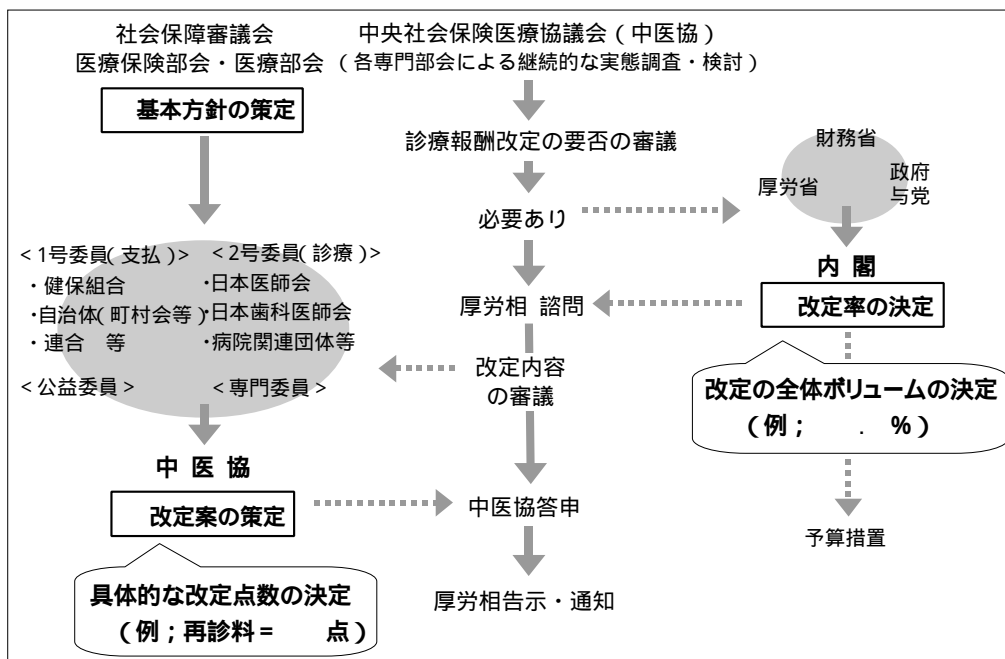 社会保障審議会
医療保険部会・医療部会
基本方針の策定
<1号委員(支払)>
・健保組合
・自治体(町村会等)
・連合 等
<2号委員(診療)>
・日本医師会
・日本歯科医師会
・病院関連団体等
<公益委員>
<専門委員>
中 医 協
改定案の策定
具体的な改定点数の決定
(例;再診料= 点)
中央社会保険医療協議会(中医協)
(各専門部会による継続的な実態調査・検討)
診療報酬改定の要否の審議
必要あり
厚労相 諮問
改定内容
の審議
中医協答申
厚労相告示・通知
財務省
厚労省
政府
与党
内 閣
改定率の決定
改定の全体ボリュームの決定
(例; . %)
予算措置